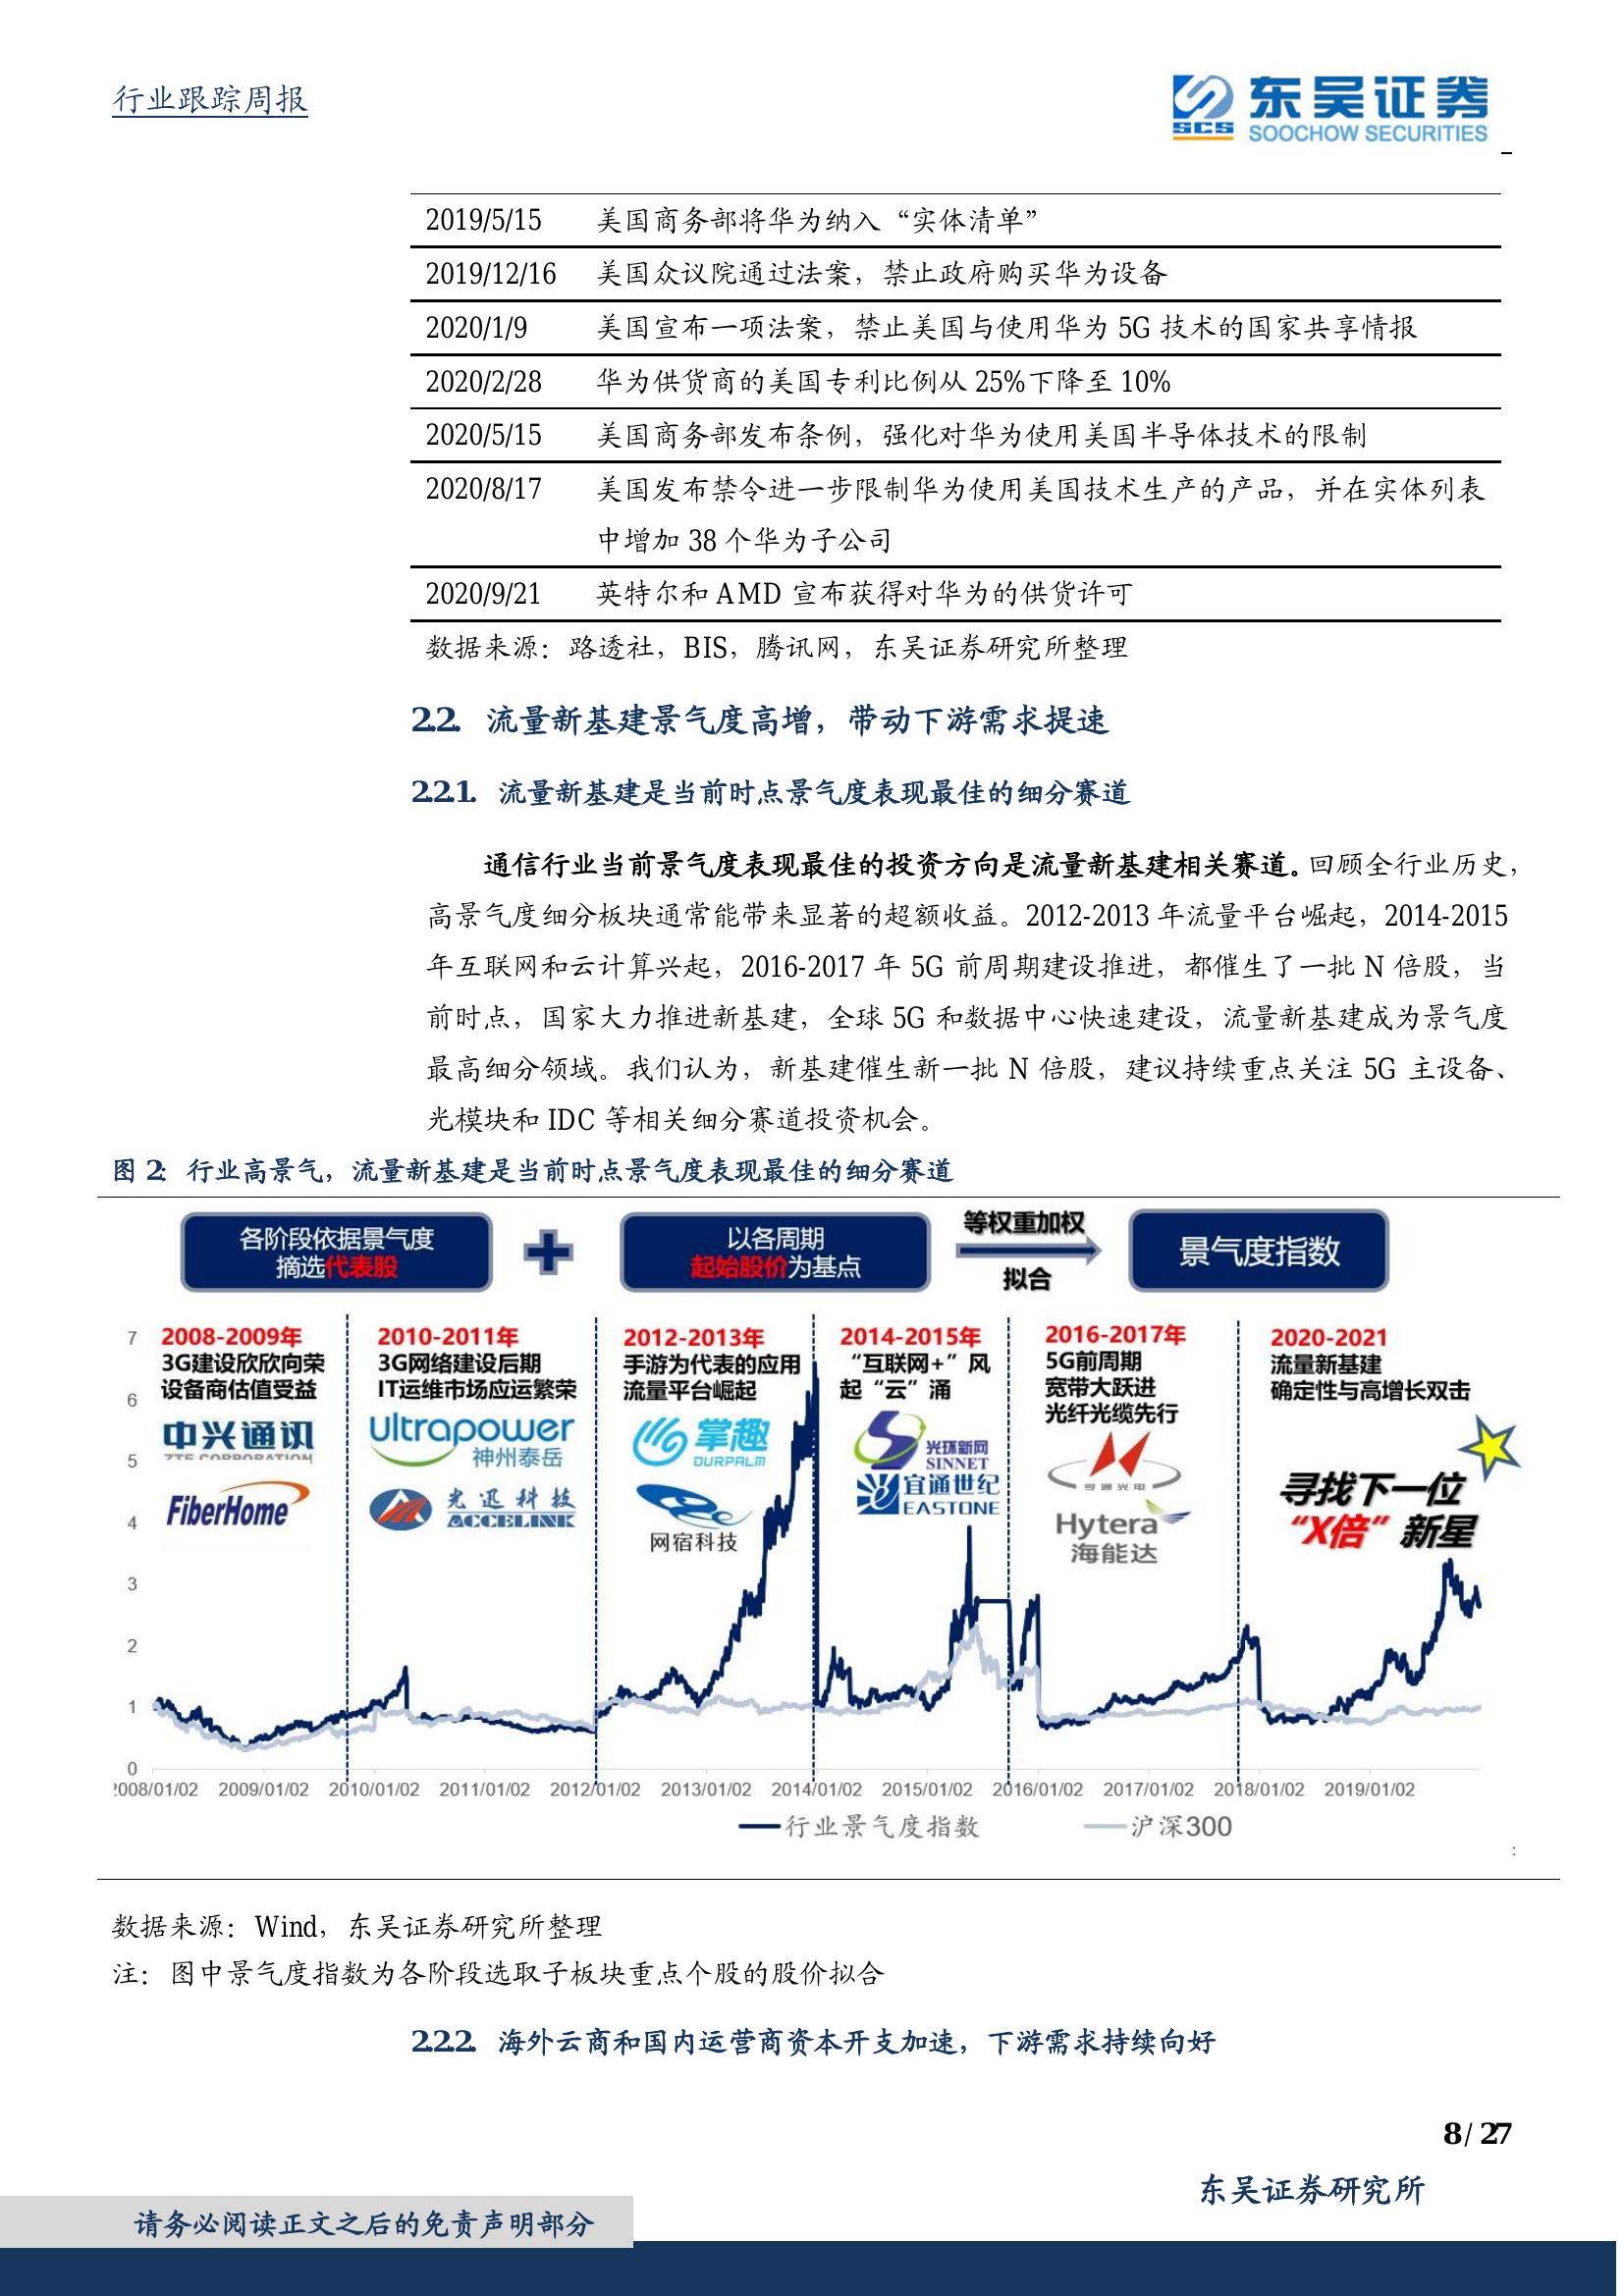 行业跟踪周报
SCS
东吴证券
SOOCHOW SECURITIES
2019/5/15 美国商务部将华为纳入“实体清单”
2019/12/16 美国众议院通过法案，禁止政府购买华为设备
2020/1/9 美国宣布一项法案，禁止美国与使用华为 5G 技术的国家共享情报
2020/2/28 华为供货商的美国专利比例从 25%下降至 10%
2020/5/15 美国商务部发布条例，强化对华为使用美国半导体技术的限制
2020/8/17 美国发布禁令进一步限制华为使用美国技术生产的产品，并在实体列表
中增加 38 个华为子公司
2020/9/21 英特尔和 AMD 宣布获得对华为的供货许可
数据来源：路透社，BIS，腾讯网，东吴证券研究所整理
2.2. 流量新基建景气度高增，带动下游需求提速
2.2.1. 流量新基建是当前时点景气度表现最佳的细分赛道
通信行业当前景气度表现最佳的投资方向是流量新基建相关赛道。回顾全行业历史，
高景气度细分板块通常能带来显著的超额收益。2012-2013 年流量平台崛起，2014-2015
年互联网和云计算兴起，2016-2017 年 5G 前周期建设推进，都催生了一批 N 倍股，当
前时点，国家大力推进新基建，全球 5G 和数据中心快速建设，流量新基建成为景气度
最高细分领域。我们认为，新基建催生新一批 N 倍股，建议持续重点关注 5G 主设备、
光模块和 IDC 等相关细分赛道投资机会。
图 2：行业高景气，流量新基建是当前时点景气度表现最佳的细分赛道
各阶段依据景气度
摘选代表股
以各周期
起始股价为基点
等权重加权
拟合
景气度指数
2008-2009年
3G建设欣欣向荣
设备商估值受益
中兴通讯
ZTE CORPORATION
FiberHome
2010-2011年
3G网络建设后期
IT运维市场应运繁荣
Ultrapower
神州泰岳
光迅科技
ACCELINK
2012-2013年
手游为代表的应用
流量平台崛起
掌趣
OURPALM
网宿科技
2014-2015年
“互联网+”风
起“云”涌
光环新网
SINNET
宜通世纪
EASTONE
2016-2017年
5G前周期
宽带大跃进
光纤光缆先行
亨通光电
Hytera
海能达
2020-2021
流量新基建
确定性与高增长双击
寻找下一位
“X倍”新星
7
6
5
4
3
2
1
0
2008/01/02 2009/01/02 2010/01/02 2011/01/02 2012/01/02 2013/01/02 2014/01/02 2015/01/02 2016/01/02 2017/01/02 2018/01/02 2019/01/02
行业景气度指数 沪深300
数据来源：Wind，东吴证券研究所整理
注：图中景气度指数为各阶段选取子板块重点个股的股价拟合
2.2.2. 海外云商和国内运营商资本开支加速，下游需求持续向好
8 / 27
东吴证券研究所
请务必阅读正文之后的免责声明部分